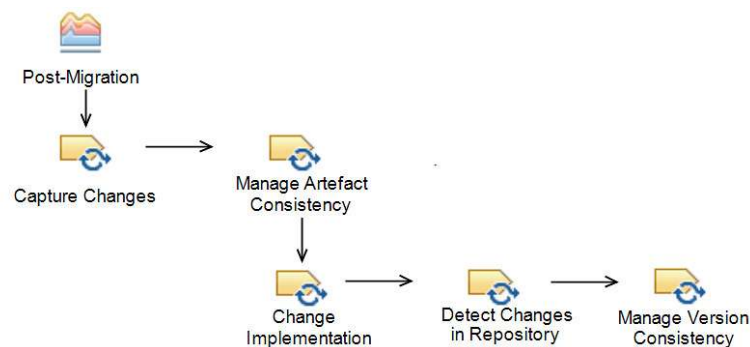 Post-Migration
Capture Changes
Manage Artefact
Consistency
Change
Implementation
Detect Changes
in Repository
Manage Version
Consistency